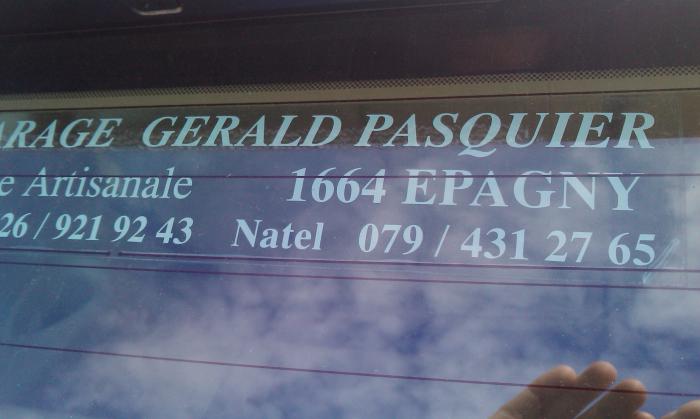 ARAGE GERALD PASQUIER
e Artisanale 1664 EPAGNY
26 / 921 92 43 Natel 079 / 431 27 65